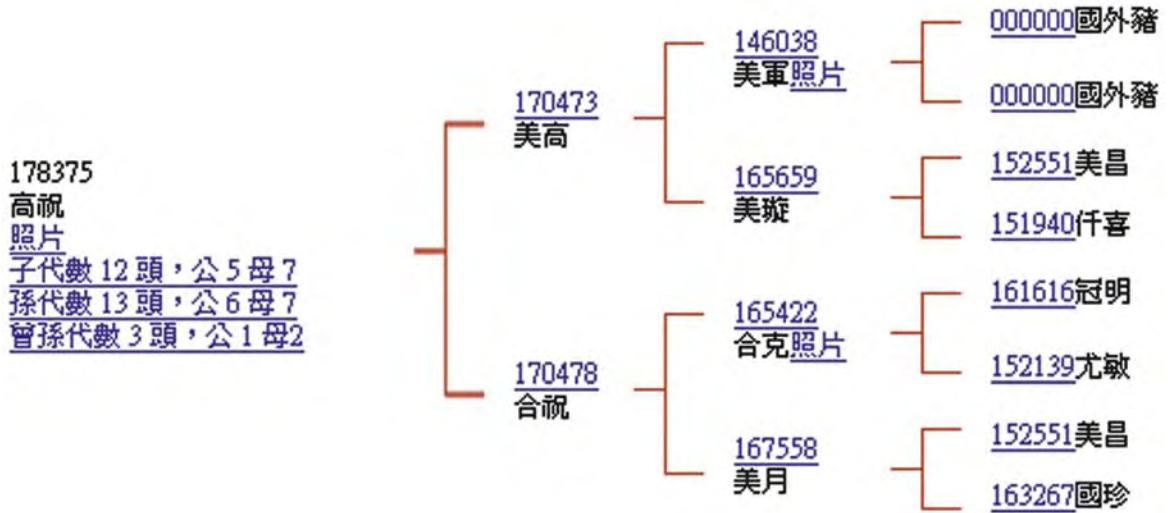 178375
高祝
照片
子代數 12 頭，公 5 母 7
孫代數 13 頭，公 6 母 7
曾孫代數 3 頭，公 1 母2
170473
美高
170478
合祝
146038
美軍照片
165659
美璇
165422
合克照片
167558
美月
000000國外豬
000000國外豬
152551美昌
151940仟喜
161616冠明
152139尤敏
152551美昌
163267國珍